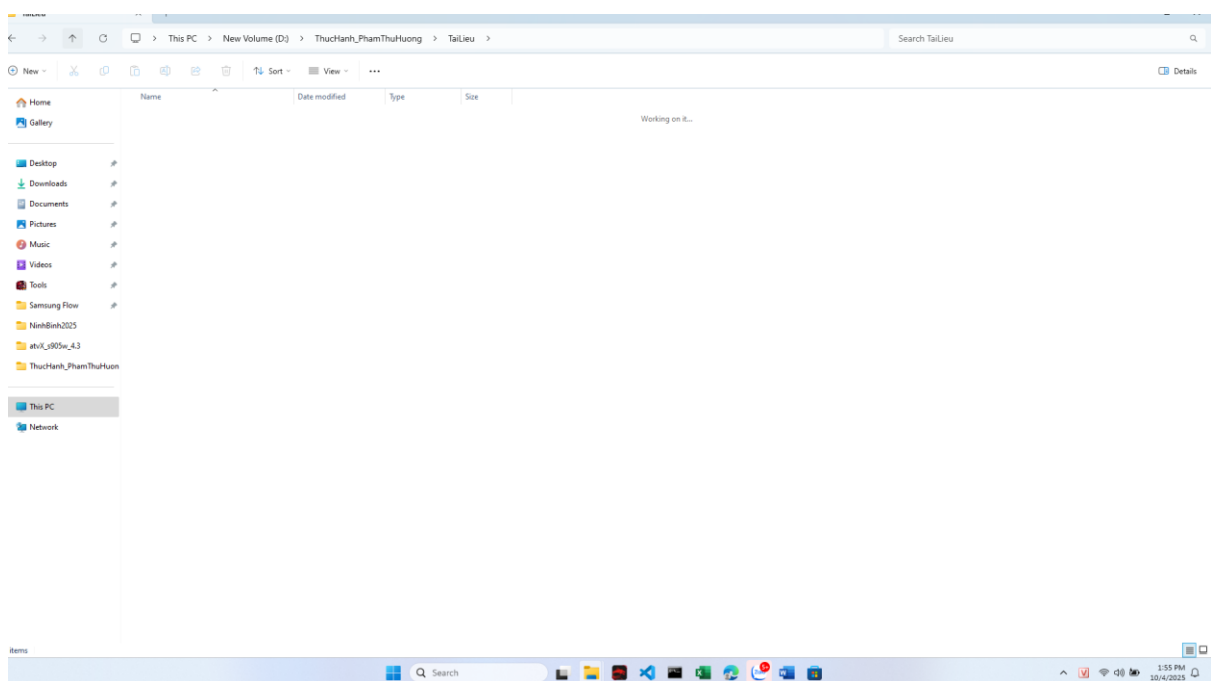 TaiLieu
This PC > New Volume (D:) > ThucHanh_PhamThuHuong > TaiLieu >
Search TaiLieu
New
Sort
View
Details
Name
Date modified
Type
Size
Working on it...
Home
Gallery
Desktop
Downloads
Documents
Pictures
Music
Videos
Tools
Samsung Flow
NinhBinh2025
atvX_s905w_4.3
ThucHanh_PhamThuHuon
This PC
Network
items
Search
5+
V
1:55 PM
10/4/2025